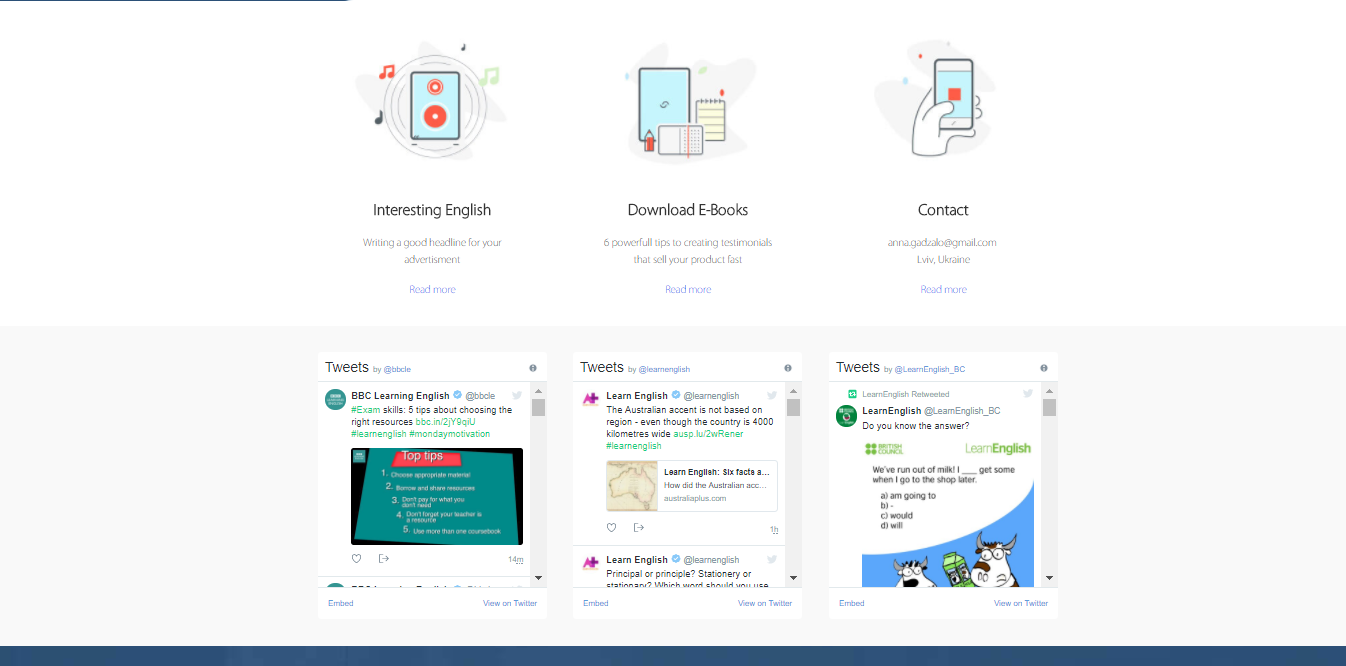 Interesting English
Writing a good headline for your
advertisment
Read more
Download E-Books
6 powerfull tips to creating testimonials
that sell your product fast
Read more
Contact
anna.gadzalo@gmail.com
Lviv, Ukraine
Read more
Tweets by @bbcle
BBC Learning English @bbcle
#Exam skills: 5 tips about choosing the
right resources bbc.in/2jY9qiU
#learnenglish #mondaymotivation
Top tips
1. Choose appropriate material
2. Borrow and share resources
3. Don't pay for what you
don't need
4. Don't forget your teacher is
a resource
5. Use more than one coursebook
14m
Embed
View on Twitter
Tweets by @learnenglish
Learn English @learnenglish
The Australian accent is not based on
region - even though the country is 4000
kilometres wide ausp.lu/2wRener
#learnenglish
Learn English: Six facts a...
How did the Australian acc...
australiaplus.com
1h
Learn English @learnenglish
Principal or principle? Stationery or
stationary? Which word should you use
Embed
View on Twitter
Tweets by @LearnEnglish_BC
LearnEnglish Retweeted
LearnEnglish @LearnEnglish_BC
Do you know the answer?
BRITISH
COUNCIL
LearnEnglish
We've run out of milk! I ____ get some
when I go to the shop later.
a) am going to
b) -
c) would
d) will
Embed
View on Twitter